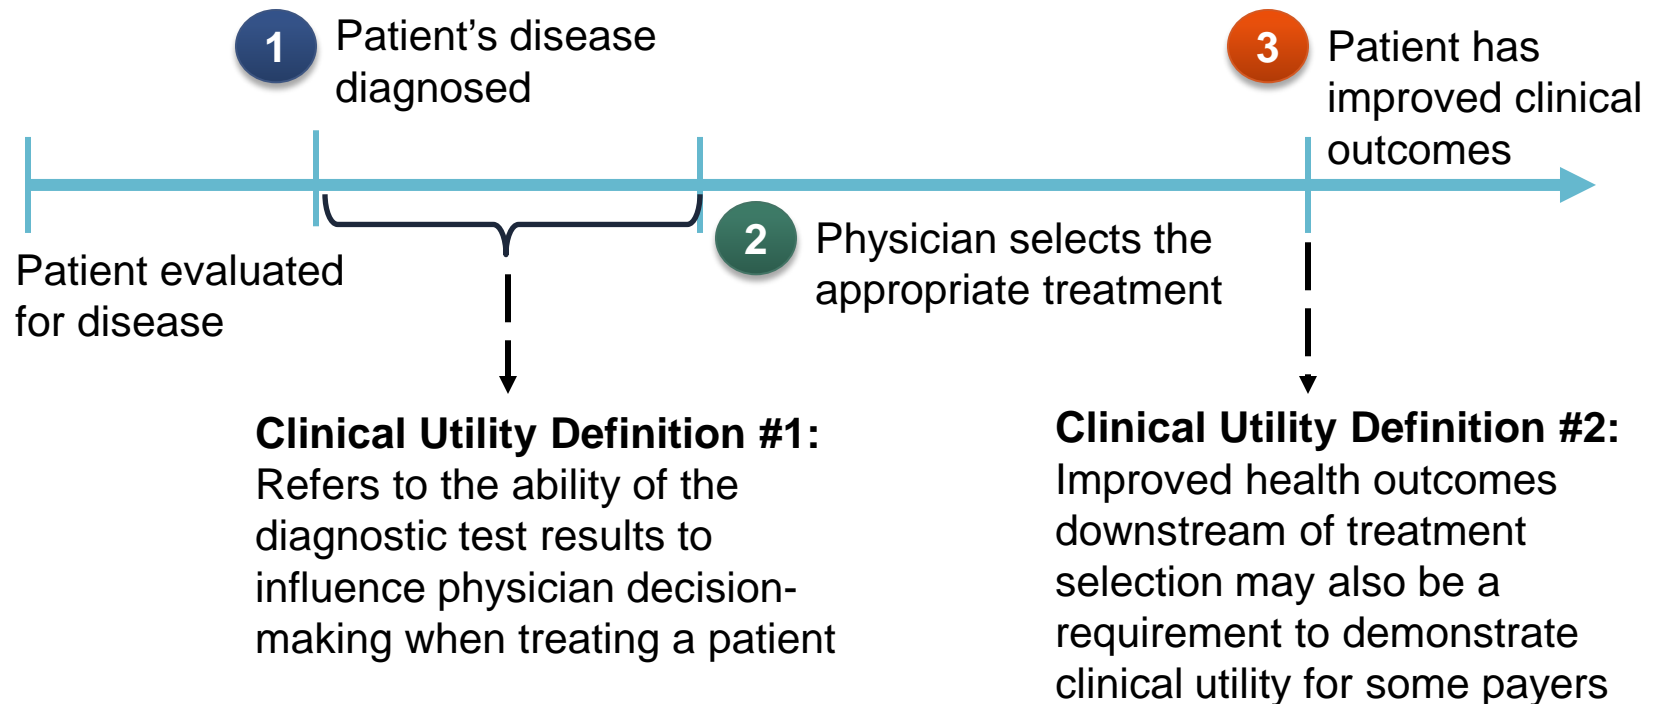 1
Patient’s disease
diagnosed
3
Patient has
improved clinical
outcomes
Patient evaluated
for disease
2
Physician selects the
appropriate treatment
Clinical Utility Definition #1:
Refers to the ability of the
diagnostic test results to
influence physician decision-
making when treating a patient
Clinical Utility Definition #2:
Improved health outcomes
downstream of treatment
selection may also be a
requirement to demonstrate
clinical utility for some payers